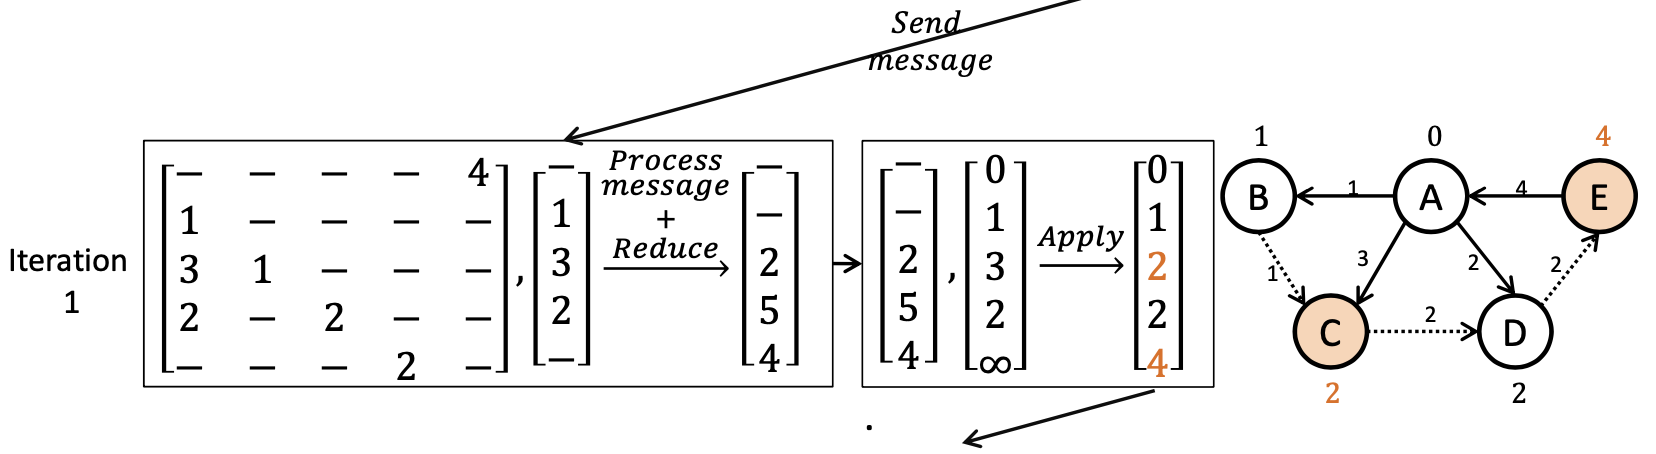 Send
message
Iteration
1
– – – – 4
1 – – – –
3 1 – – –
2 – 2 – –
– – – 2 –
,
–
1
3
2
–
Process
message
+
Reduce
–
–
2
5
4
–
–
2
5
4
,
0
1
3
2
∞
Apply
0
1
2
2
4
1 0 4
B 1 A 4 E
1 3 2 2
C 2 D
2 2
.